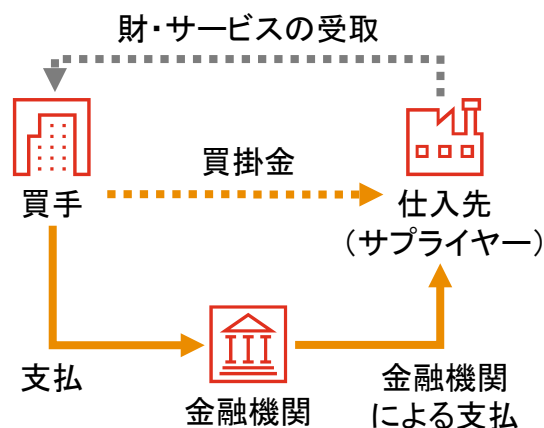 財・サービスの受取
買掛金
買手
仕入先
（サプライヤー）
支払
金融機関
金融機関
による支払